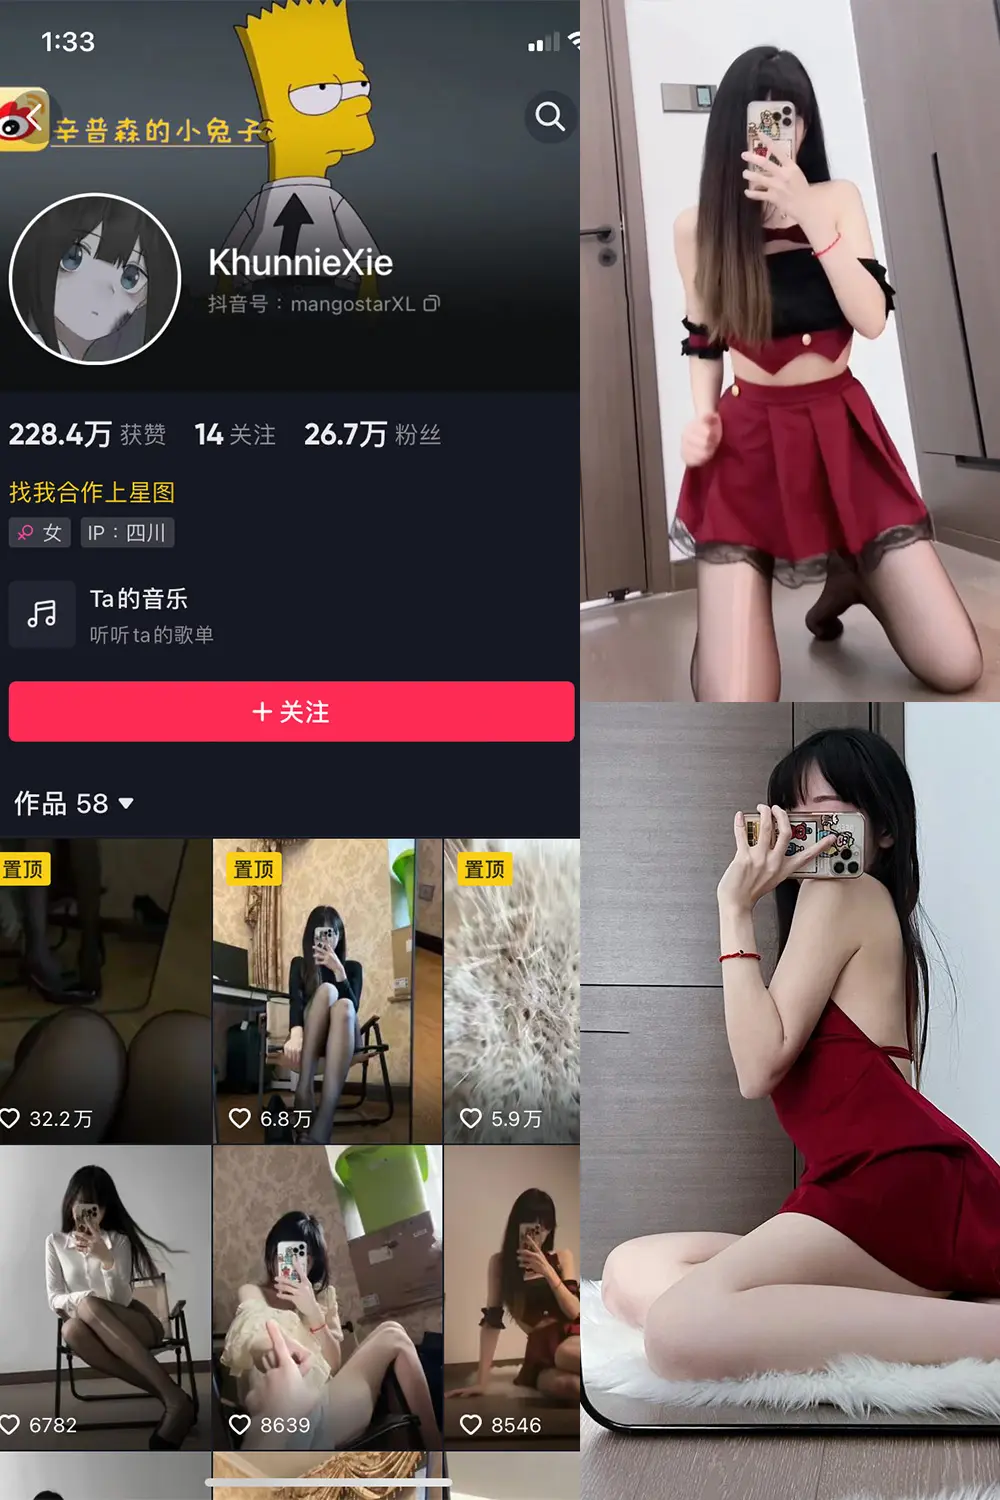 1:33
辛普森的小兔子
KhunnieXie
抖音号：mangostarXL
228.4万 获赞 14 关注 26.7万 粉丝
找我合作上星图
女 IP：四川
Ta的音乐
听听ta的歌单
+ 关注
作品 58
置顶 置顶 置顶
32.2万 6.8万 5.9万
6782 8639 8546